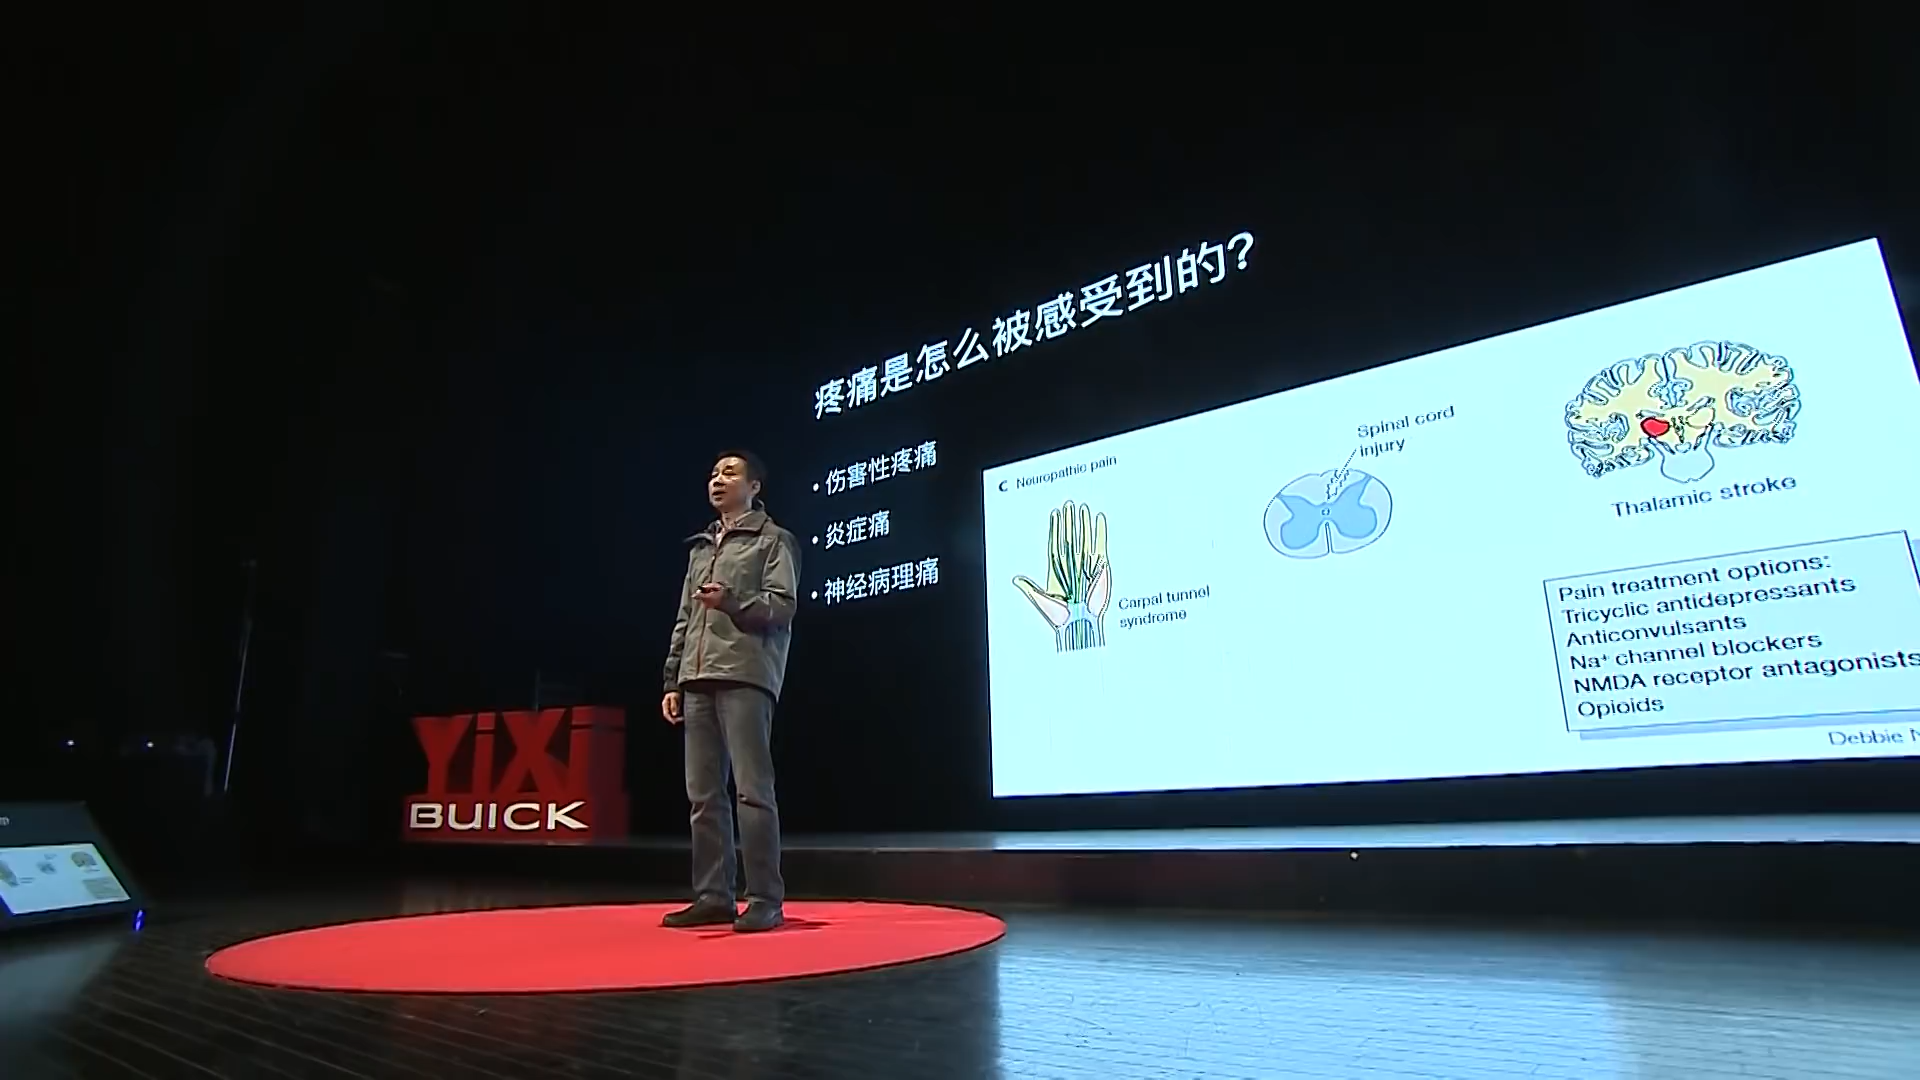 疼痛是怎么被感受到的?
• 伤害性疼痛
• 炎症痛
• 神经病理痛
C Neuropathic pain
Carpal tunnel
syndrome
Spinal cord
injury
Thalamic stroke
Pain treatment options:
Tricyclic antidepressants
Anticonvulsants
Na⁺ channel blockers
NMDA receptor antagonists
Opioids
Debbie
YiXi
BUICK